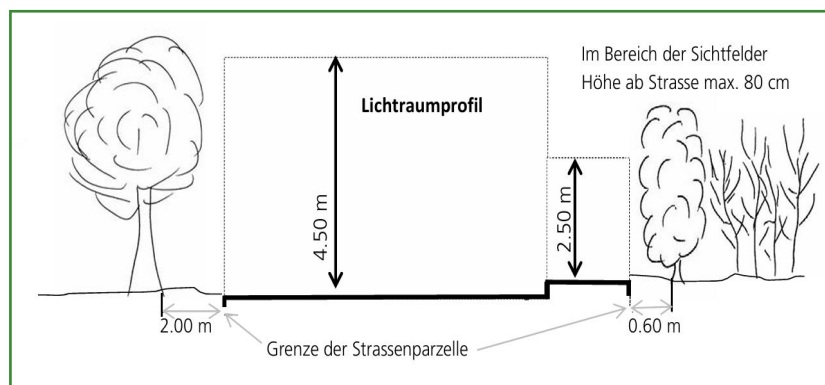 Im Bereich der Sichtfelder
Höhe ab Strasse max. 80 cm
Lichtraumprofil
4.50 m
2.50 m
2.00 m
0.60 m
Grenze der Strassenparzelle